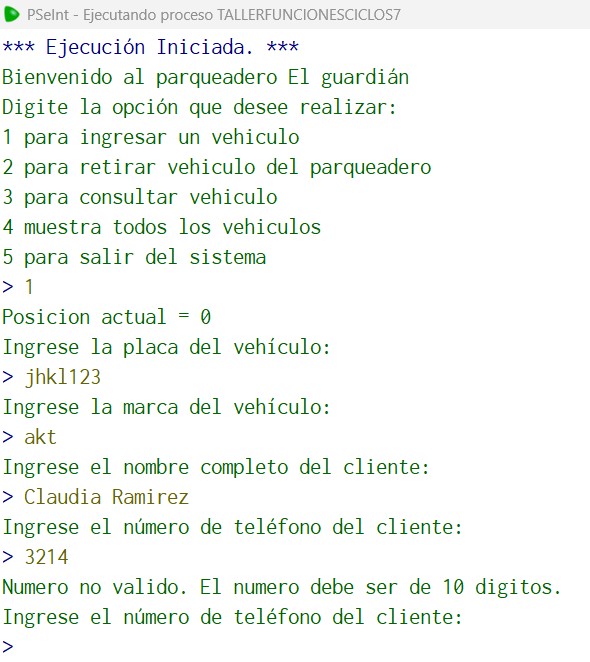 PSeInt - Ejecutando proceso TALLERFUNCIONESCICLOS7
*** Ejecución Iniciada. ***
Bienvenido al parqueadero El guardián
Digite la opción que desee realizar:
1 para ingresar un vehiculo
2 para retirar vehiculo del parqueadero
3 para consultar vehiculo
4 muestra todos los vehiculos
5 para salir del sistema
> 1
Posicion actual = 0
Ingrese la placa del vehículo:
> jhkl123
Ingrese la marca del vehículo:
> akt
Ingrese el nombre completo del cliente:
> Claudia Ramirez
Ingrese el número de teléfono del cliente:
> 3214
Numero no valido. El numero debe ser de 10 digitos.
Ingrese el número de teléfono del cliente:
>